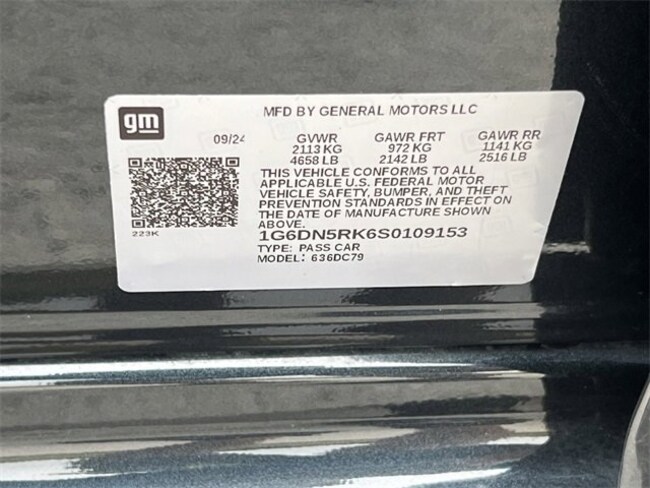 gm
MFD BY GENERAL MOTORS LLC
09/24 GVWR GAWR FRT GAWR RR
2113 KG 972 KG 1141 KG
4658 LB 2142 LB 2516 LB
THIS VEHICLE CONFORMS TO ALL
APPLICABLE U.S. FEDERAL MOTOR
VEHICLE SAFETY, BUMPER, AND THEFT
PREVENTION STANDARDS IN EFFECT ON
THE DATE OF MANUFACTURE SHOWN
ABOVE.
223K
1G6DN5RK6S0109153
TYPE: PASS CAR
MODEL: 636DC79